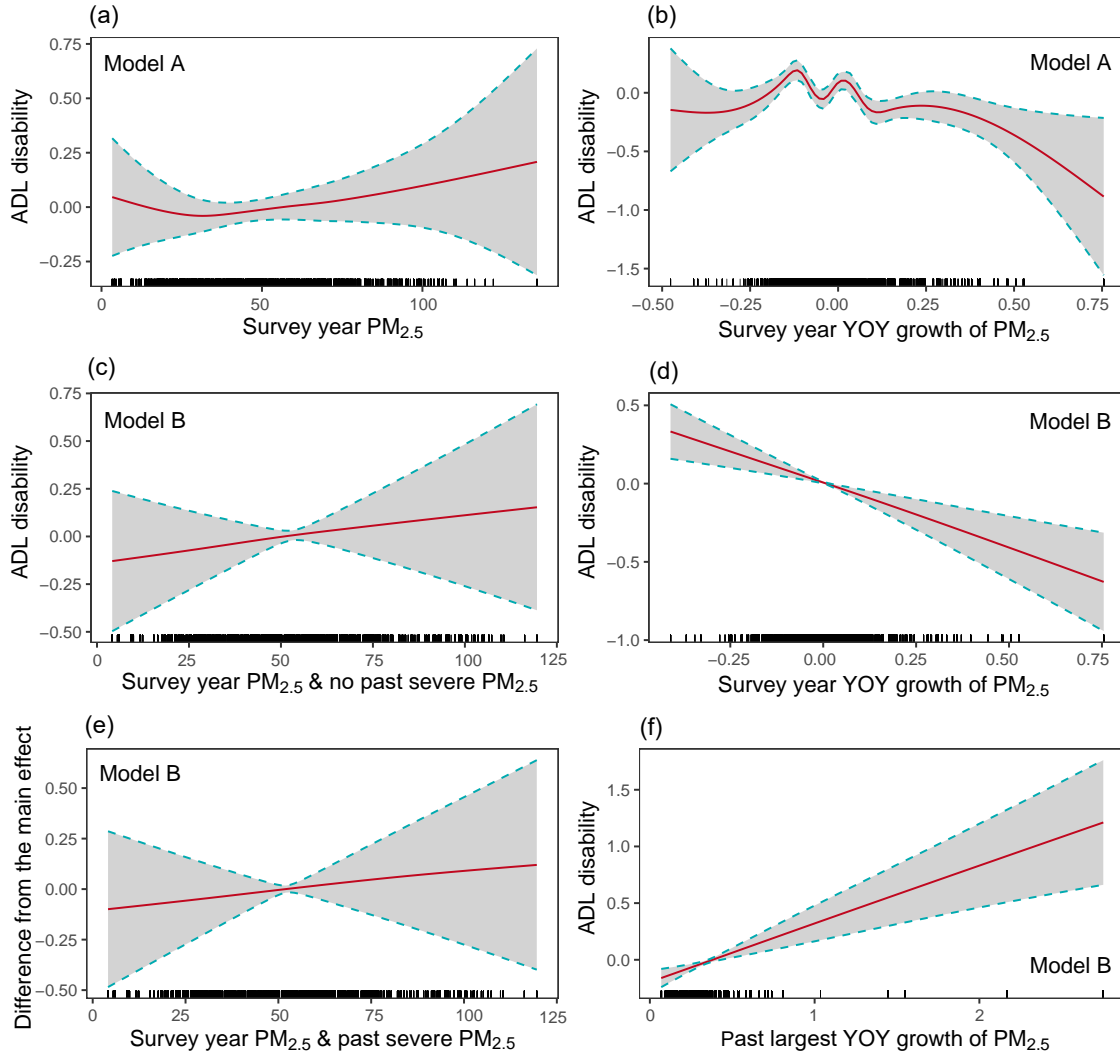 (a)
Model A
ADL disability
0.75
0.50
0.25
0.00
−0.25
0
50
100
Survey year PM2.5
(b)
Model A
ADL disability
0.0
−0.5
−1.0
−1.5
−0.50
−0.25
0.00
0.25
0.50
0.75
Survey year YOY growth of PM2.5
(c)
Model B
ADL disability
0.75
0.50
0.25
0.00
−0.25
−0.50
0
25
50
75
100
125
Survey year PM2.5 & no past severe PM2.5
(d)
Model B
ADL disability
0.5
0.0
−0.5
−1.0
−0.25
0.00
0.25
0.50
0.75
Survey year YOY growth of PM2.5
(e)
Model B
Difference from the main effect
0.50
0.25
0.00
−0.25
−0.50
0
25
50
75
100
125
Survey year PM2.5 & past severe PM2.5
(f)
Model B
ADL disability
1.5
1.0
0.5
0.0
0
1
2
Past largest YOY growth of PM2.5